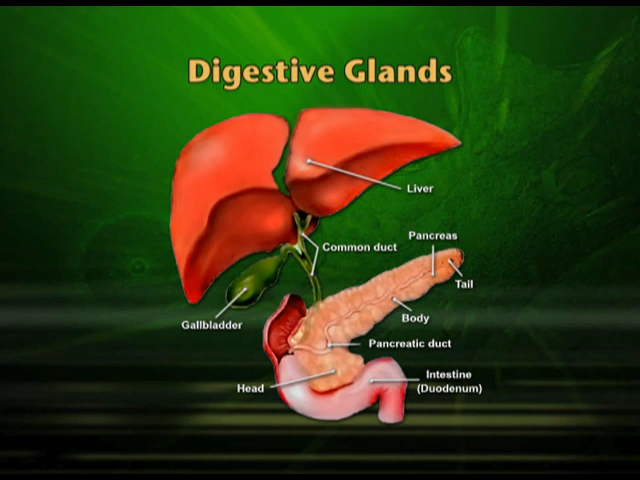 Digestive Glands
Liver
Pancreas
Common duct
Tail
Body
Gallbladder
Pancreatic duct
Intestine
(Duodenum)
Head